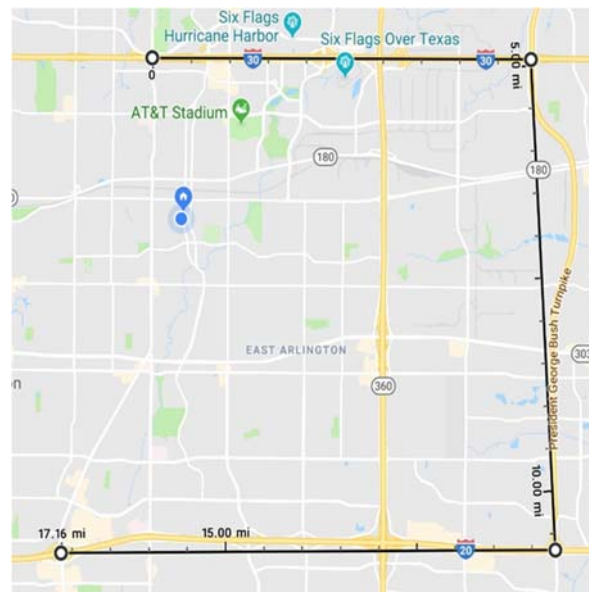 Six Flags
Hurricane Harbor
Six Flags Over Texas
30
30
0
5.00 mi
AT&T Stadium
180
180
EAST ARLINGTON
President George Bush Turnpike
303
360
on
10.00 mi
17.16 mi
15.00 mi
20